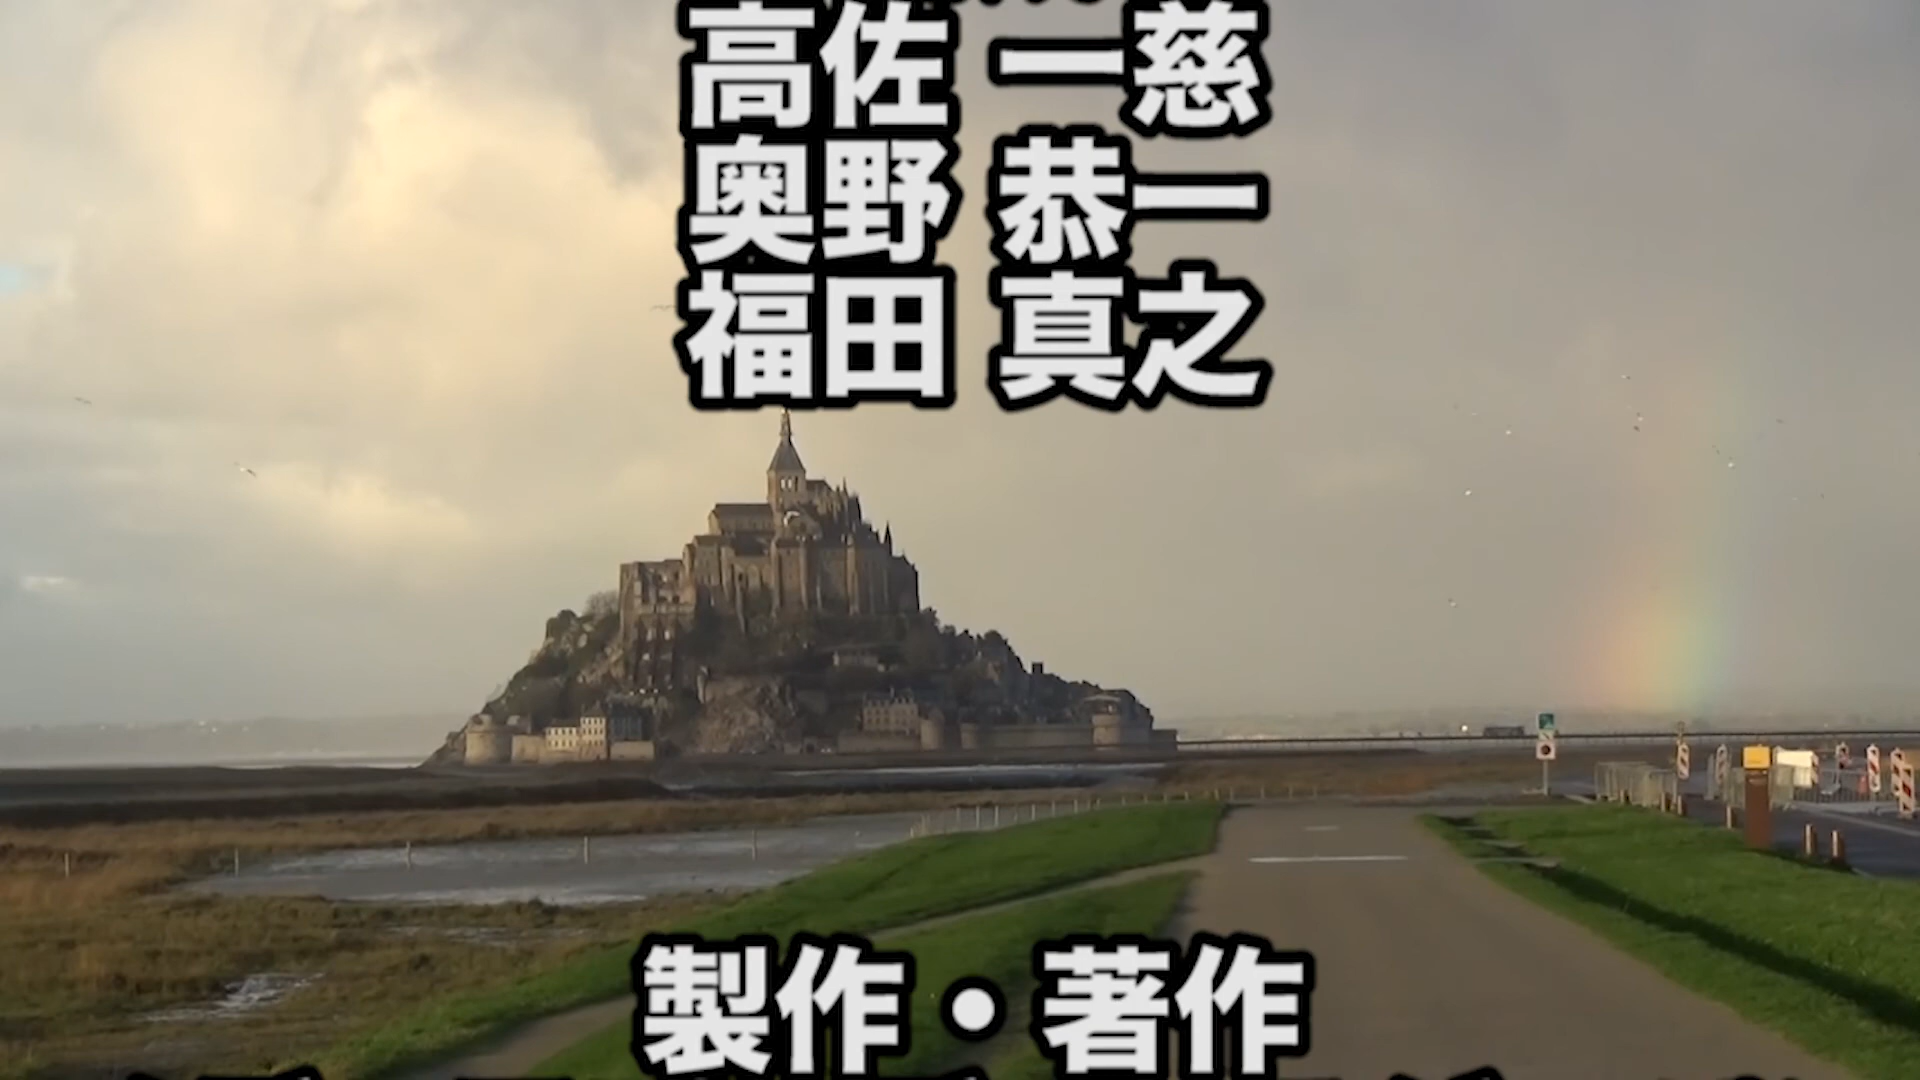 高佐 一慈
奥野 恭一
福田 真之
製作・著作